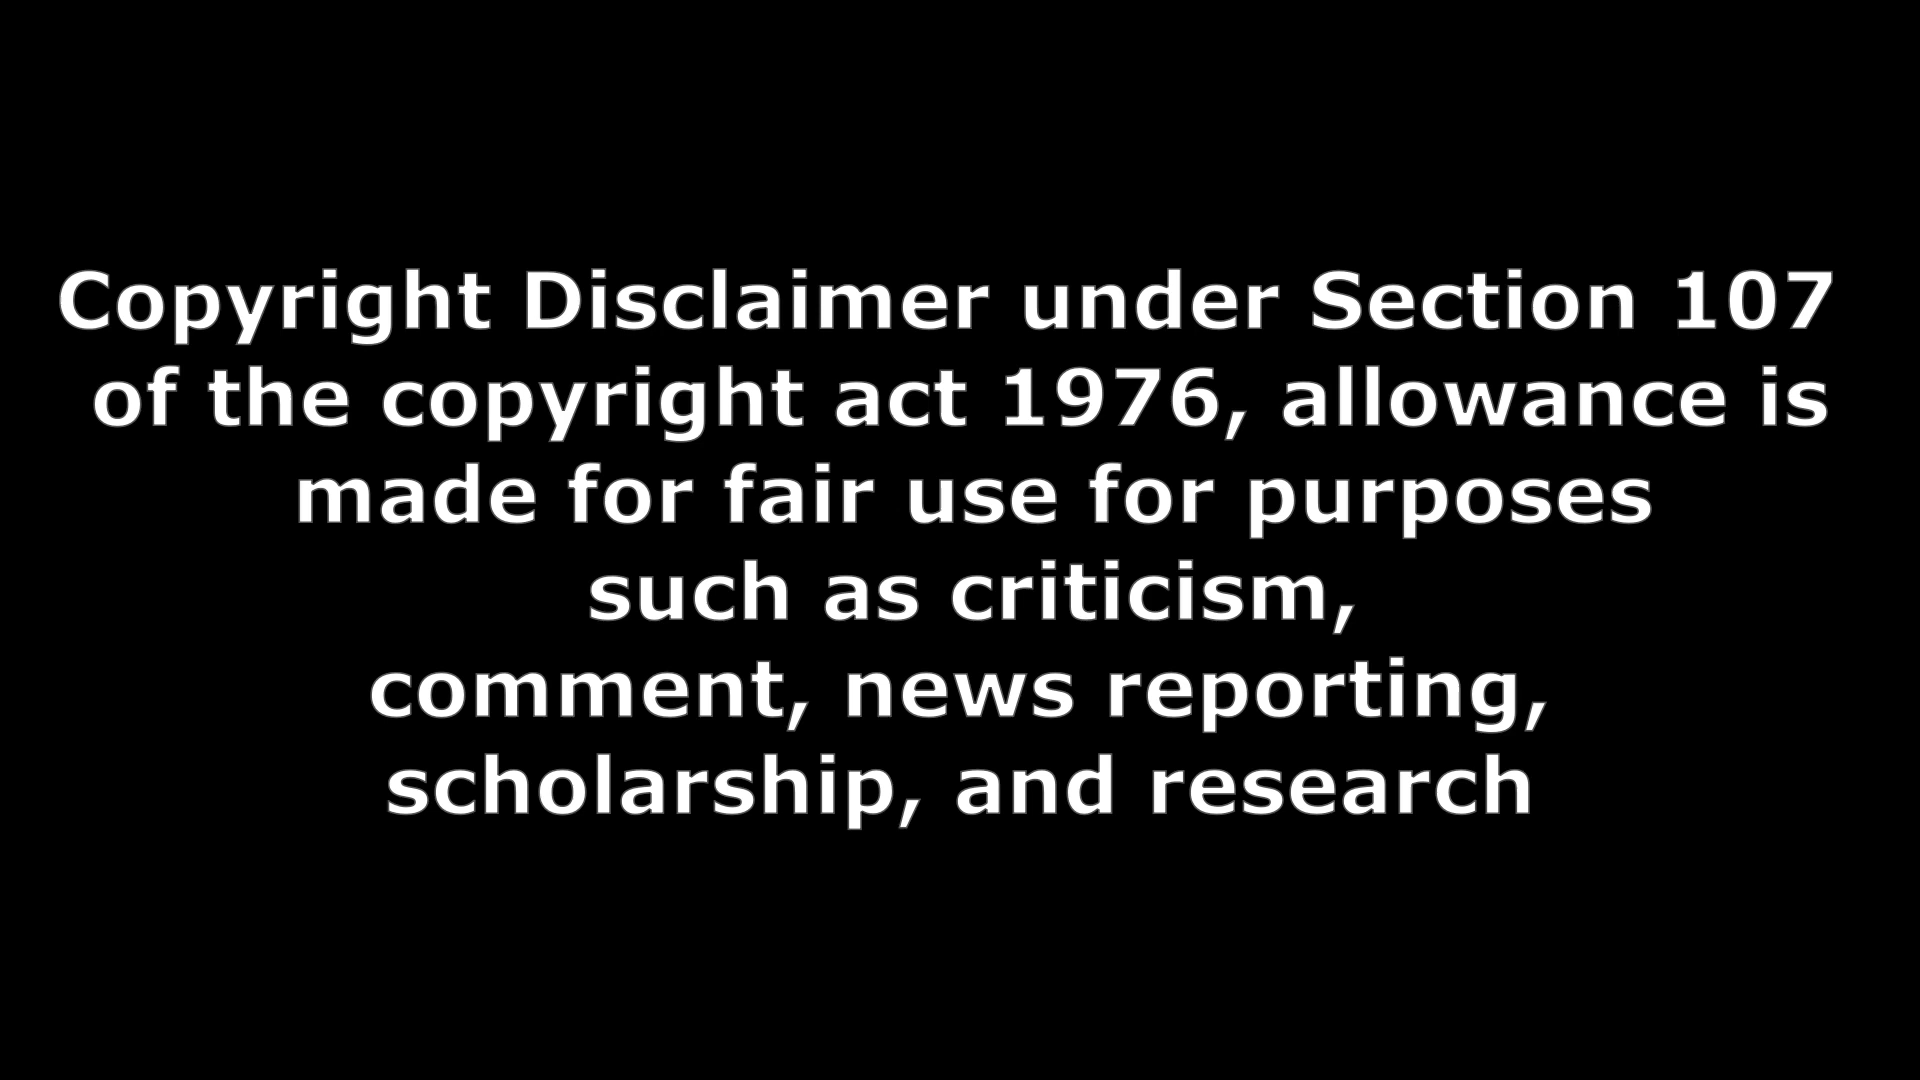 Copyright Disclaimer under Section 107
of the copyright act 1976, allowance is
made for fair use for purposes
such as criticism,
comment, news reporting,
scholarship, and research